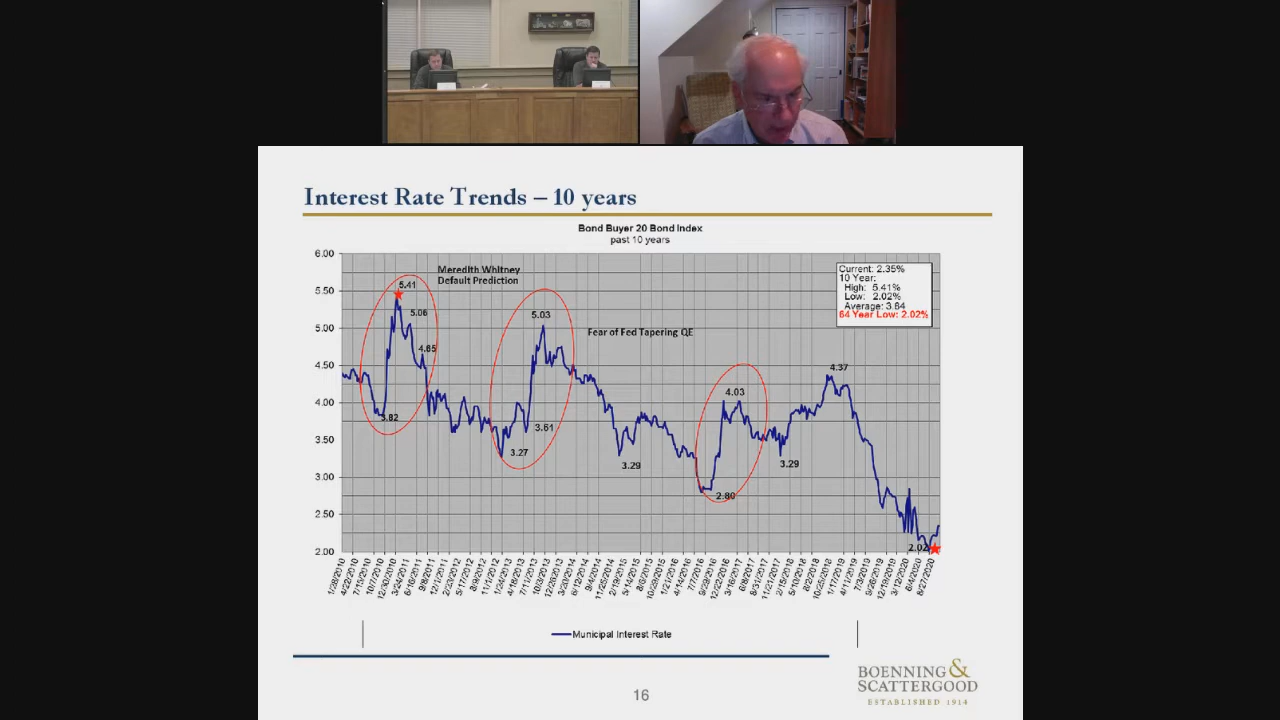 Interest Rate Trends – 10 years
Bond Buyer 20 Bond Index
past 10 years
6.00
5.50
5.00
4.50
4.00
3.50
3.00
2.50
2.00
Meredith Whitney
Default Prediction
5.41
5.06
4.65
3.82
5.03
Fear of Fed Tapering QE
3.61
3.27
3.29
4.03
2.80
3.29
4.37
2.02
Current: 2.35%
10 Year:
High: 5.41%
Low: 2.02%
Average: 3.64
64 Year Low: 2.02%
Municipal Interest Rate
16
BOENNING &
SCATTERGOOD
ESTABLISHED 1914